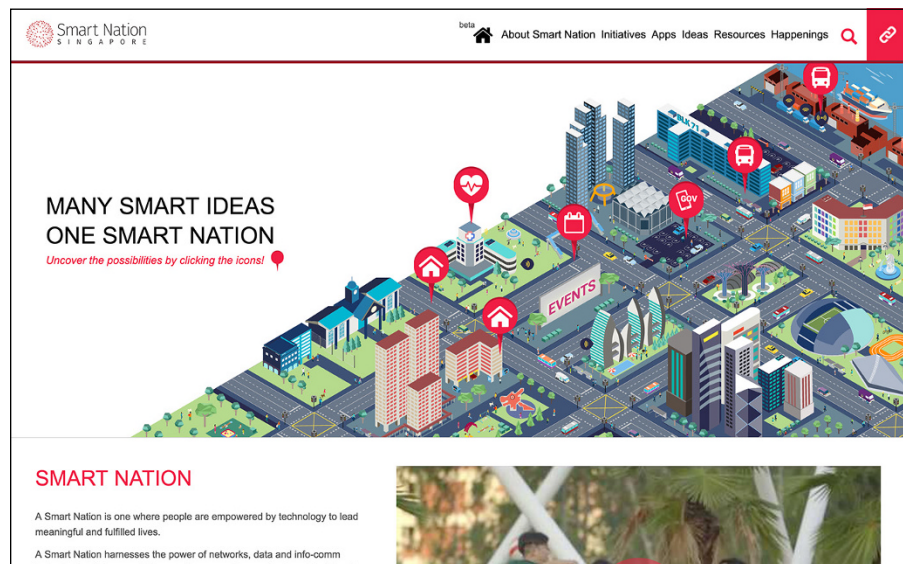 Smart Nation
SINGAPORE
beta
About Smart Nation Initiatives Apps Ideas Resources Happenings
BLK 71
GOV
MANY SMART IDEAS
ONE SMART NATION
Uncover the possibilities by clicking the icons!
EVENTS
SMART NATION
A Smart Nation is one where people are empowered by technology to lead
meaningful and fulfilled lives.
A Smart Nation harnesses the power of networks, data and info-comm